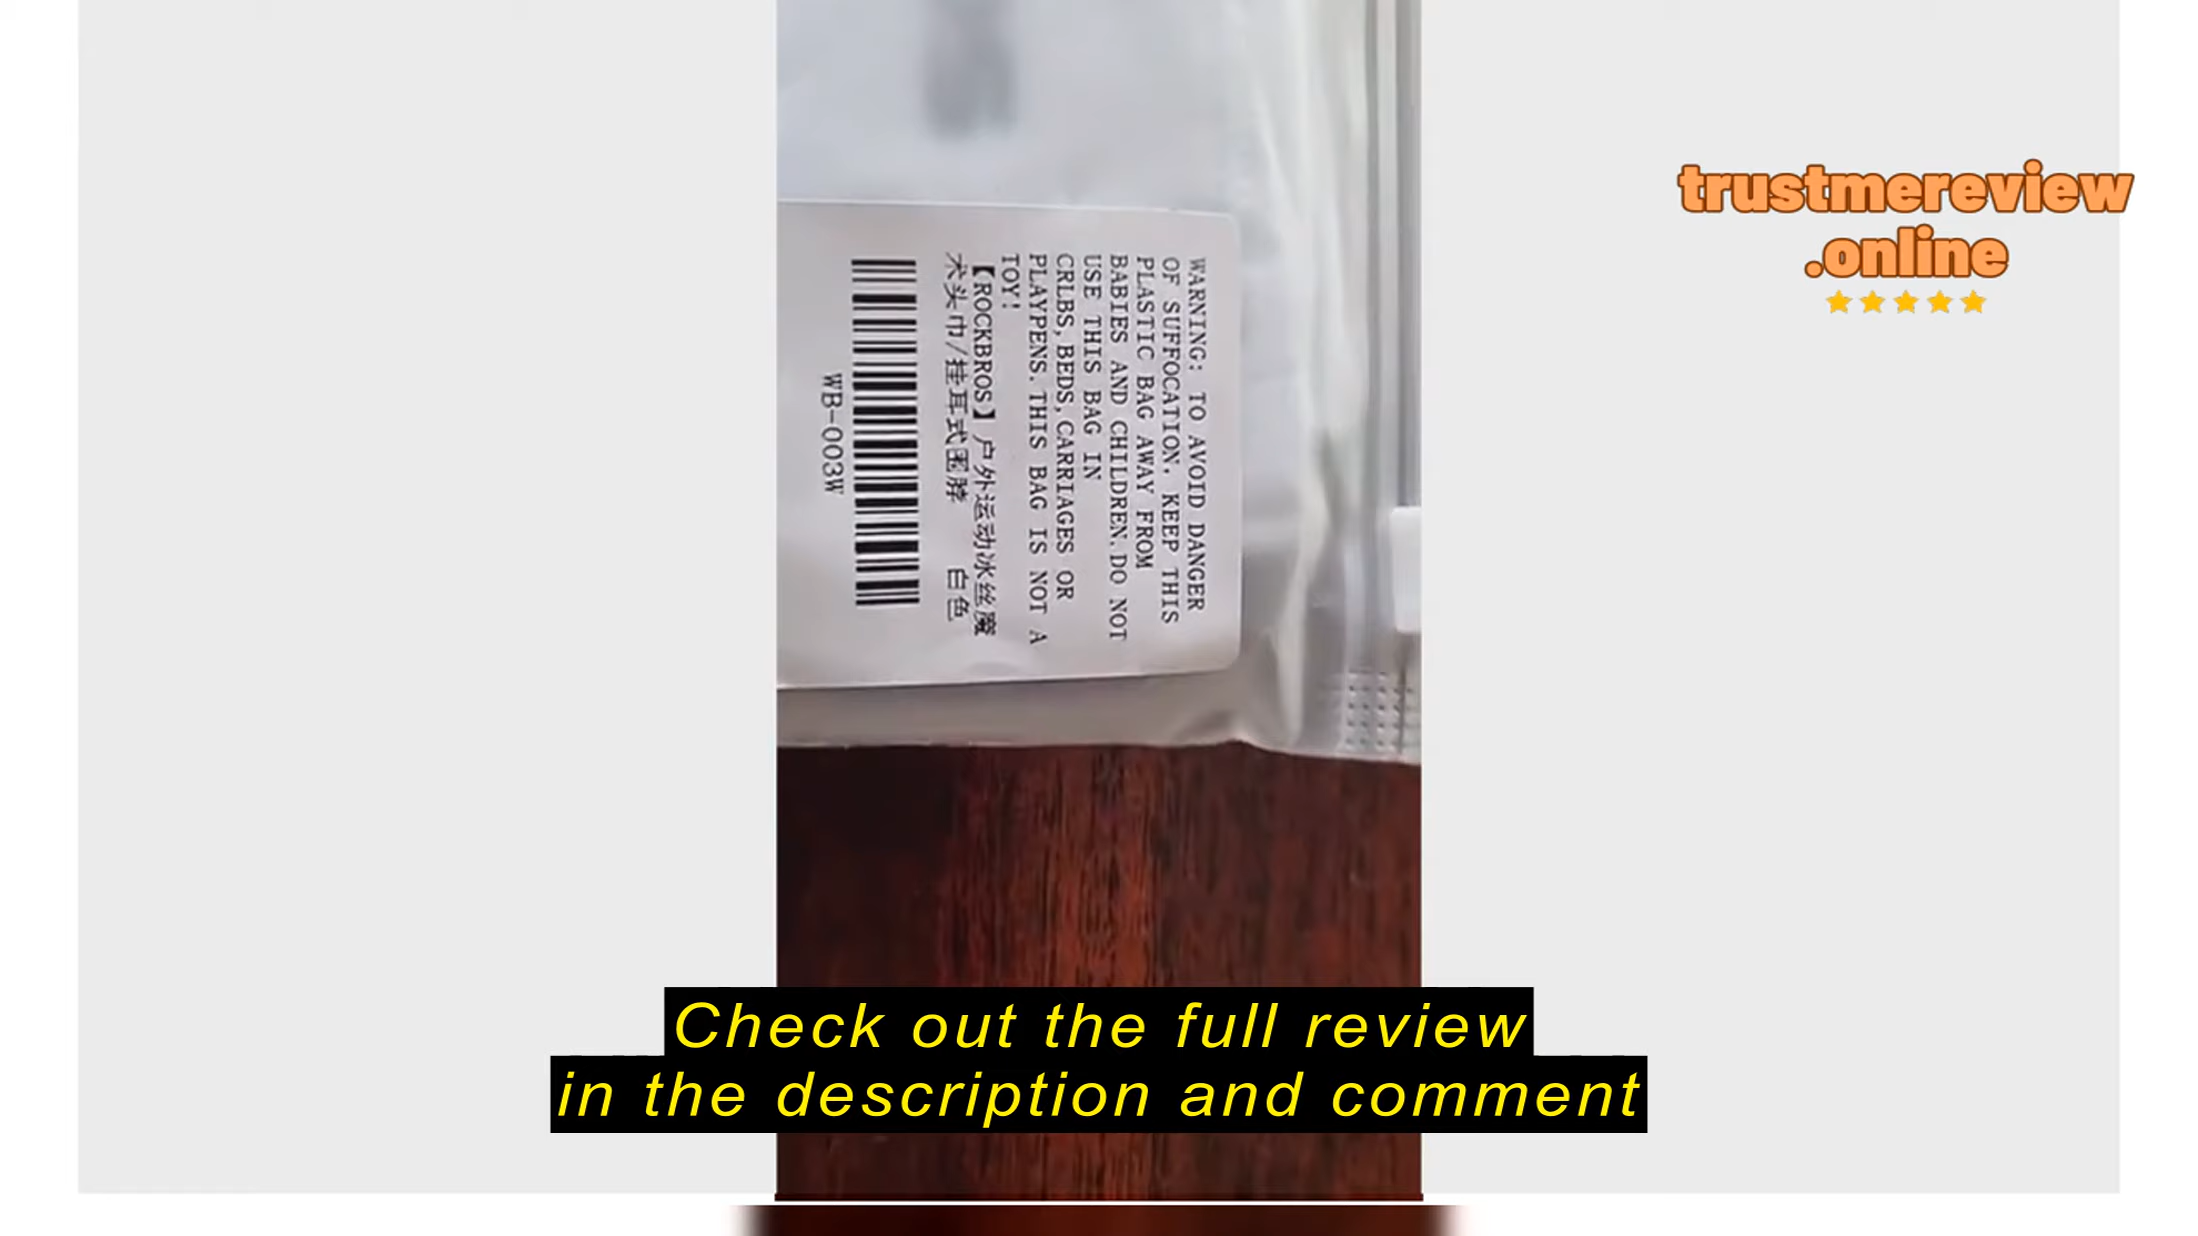 trustmereview
.online
WARNING: TO AVOID DANGER
OF SUFFOCATION, KEEP THIS
PLASTIC BAG AWAY FROM
BABIES AND CHILDREN. DO NOT
USE THIS BAG IN
CRLBS, BEDS, CARRIAGES OR
PLAYPENS. THIS BAG IS NOT A
TOY!
【ROCKBROS】户外运动冰丝魔
术头巾/挂耳式围脖 白色
WB-003W
Check out the full review
in the description and comment